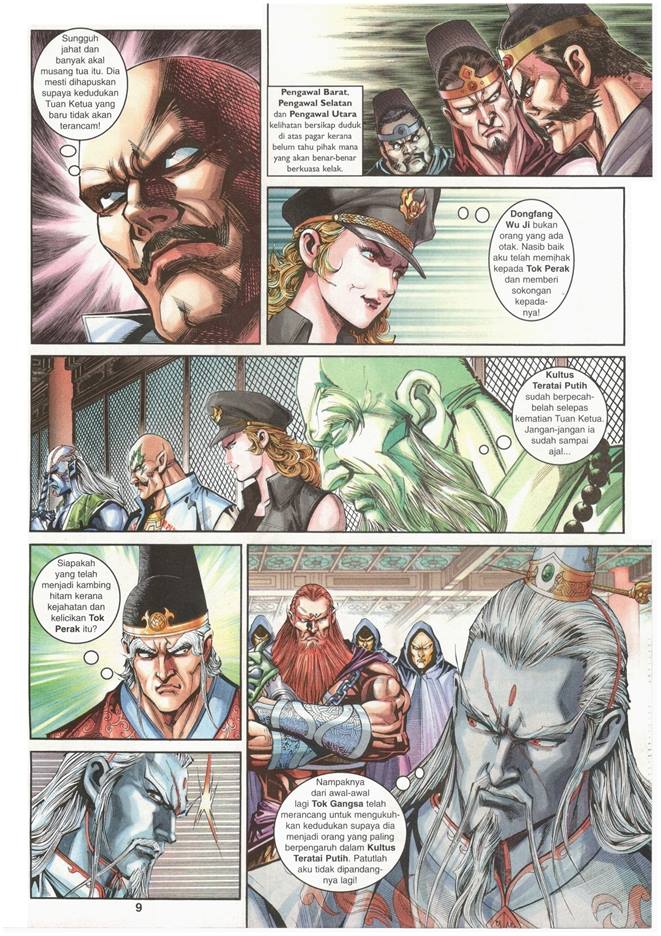 Sungguh
jahat dan
banyak akal
musang tua itu. Dia
mesti dihapuskan
supaya kedudukan
Tuan Ketua yang
baru tidak akan
terancam!
Pengawal Barat,
Pengawal Selatan
dan Pengawal Utara
kelihatan bersikap duduk
di atas pagar kerana
belum tahu pihak mana
yang akan benar-benar
berkuasa kelak.
Dongfang
Wu Ji bukan
orang yang ada
otak. Nasib baik
aku telah memihak
kepada Tok Perak
dan memberi
sokongan
kepada-
nya!
Kultus
Teratai Putih
sudah berpecah-
belah selepas
kematian Tuan Ketua.
Jangan-jangan ia
sudah sampai
ajal...
Siapakah
yang telah
menjadi kambing
hitam kerana
kejahatan dan
kelicikan Tok
Perak itu?
Nampaknya
dari awal-awal
lagi Tok Gangsa telah
merancang untuk mengukuh-
kan kedudukan supaya dia
menjadi orang yang paling
berpengaruh dalam Kultus
Teratai Putih. Patutlah
aku tidak dipandang-
nya lagi!
9